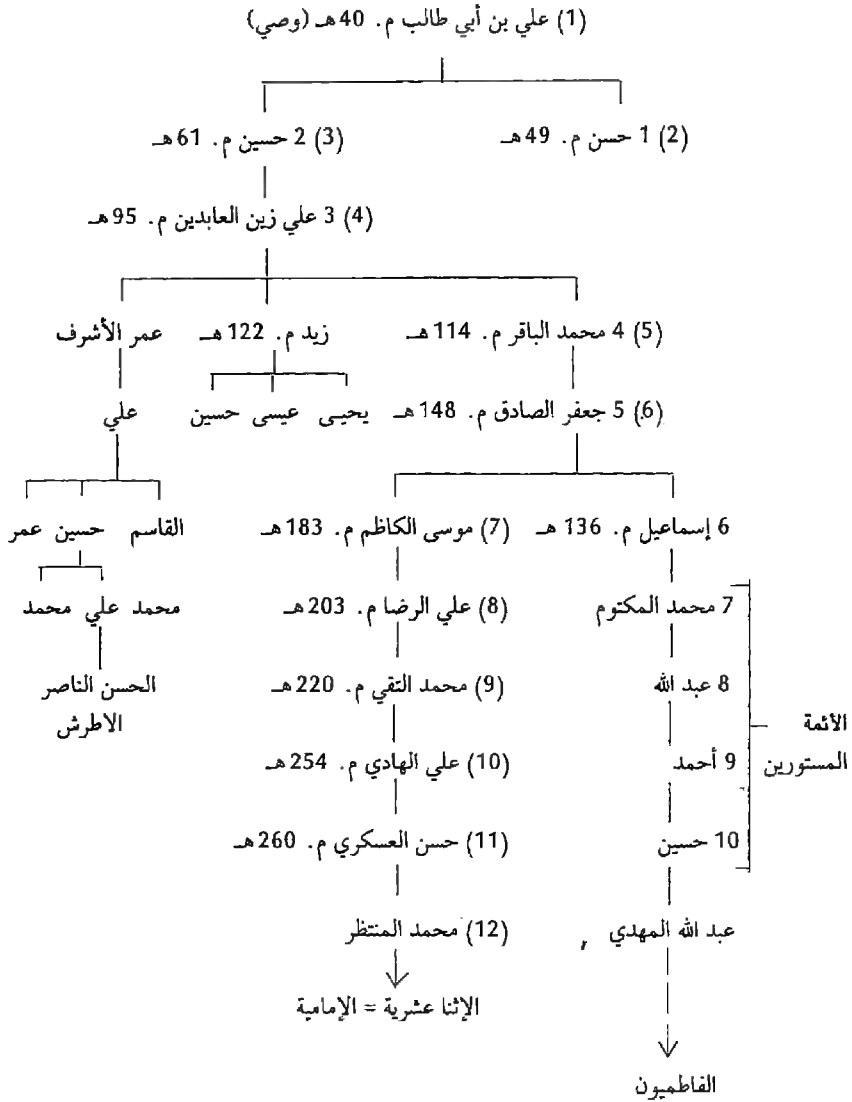 (1) علي بن أبي طالب م. 40 هـ (وصي)
(2) 1 حسن م. 49 هـ (3) 2 حسين م. 61 هـ
(4) 3 علي زين العابدين م. 95 هـ
(5) 4 محمد الباقر م. 114 هـ زيد م. 122 هـ عمر الأشرف
(6) 5 جعفر الصادق م. 148 هـ يحيى عيسى حسين علي
6 إسماعيل م. 136 هـ (7) موسى الكاظم م. 183 هـ القاسم حسين عمر
7 محمد المكتوم (8) علي الرضا م. 203 هـ محمد علي محمد
8 عبد الله (9) محمد التقي م. 220 هـ الحسن الناصر
الأئمة الاطرش
المستورين 9 أحمد (10) علي الهادي م. 254 هـ
10 حسين (11) حسن العسكري م. 260 هـ
عبد الله المهدي (12) محمد المنتظر
الإثنا عشرية = الإمامية
الفاطميون